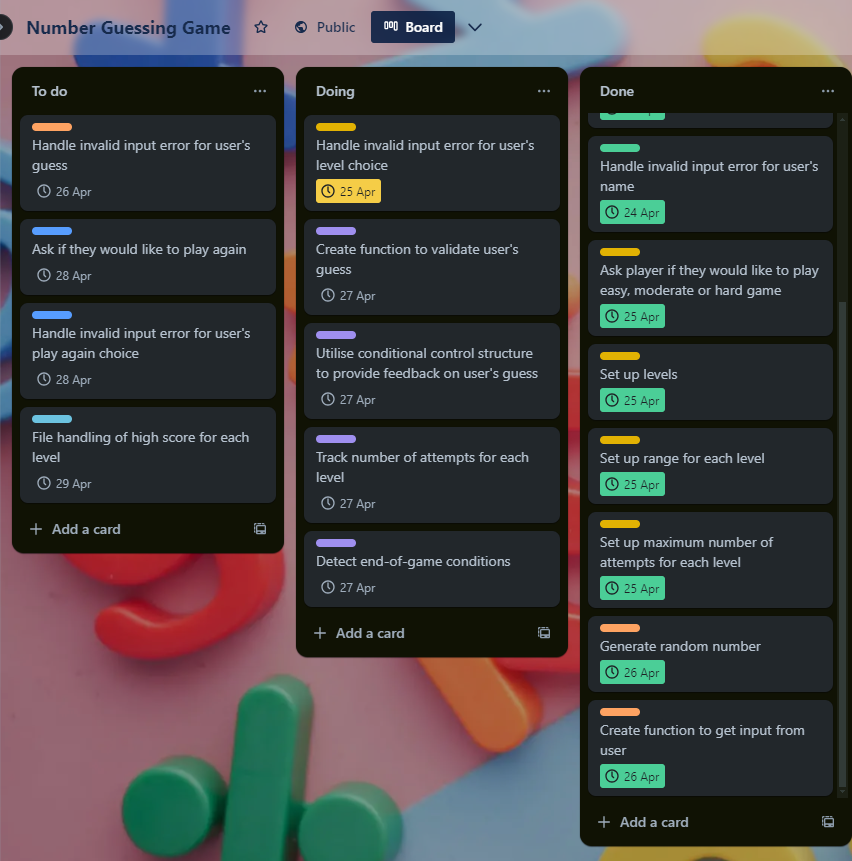 Number Guessing Game
Public
Board
To do
Handle invalid input error for user's
guess
26 Apr
Ask if they would like to play again
28 Apr
Handle invalid input error for user's
play again choice
28 Apr
File handling of high score for each
level
29 Apr
Add a card
Doing
Handle invalid input error for user's
level choice
25 Apr
Create function to validate user's
guess
27 Apr
Utilise conditional control structure
to provide feedback on user's guess
27 Apr
Track number of attempts for each
level
27 Apr
Detect end-of-game conditions
27 Apr
Add a card
Done
Handle invalid input error for user's
name
24 Apr
Ask player if they would like to play
easy, moderate or hard game
25 Apr
Set up levels
25 Apr
Set up range for each level
25 Apr
Set up maximum number of
attempts for each level
25 Apr
Generate random number
26 Apr
Create function to get input from
user
26 Apr
Add a card